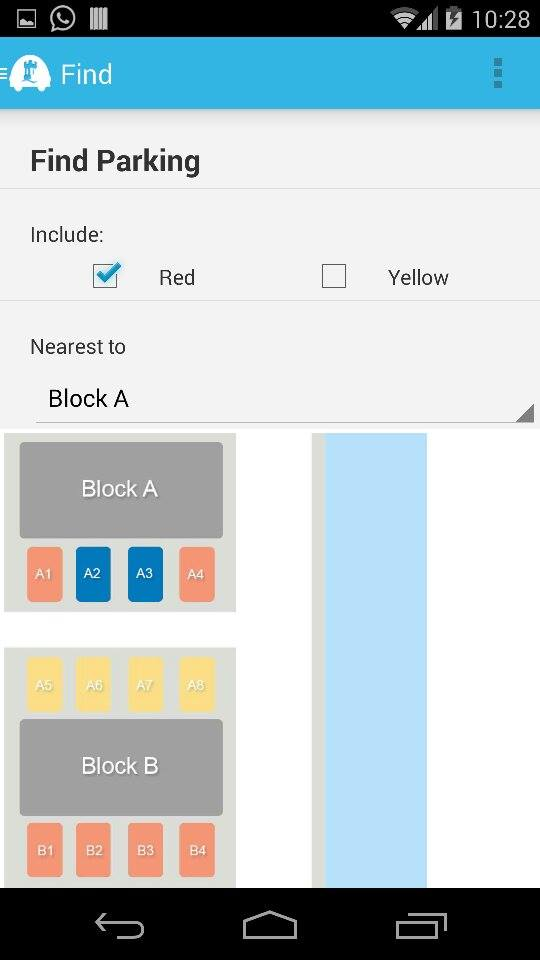 10:28
Find
Find Parking
Include:
Red Yellow
Nearest to
Block A
Block A
A1 A2 A3 A4
A5 A6 A7 A8
Block B
B1 B2 B3 B4